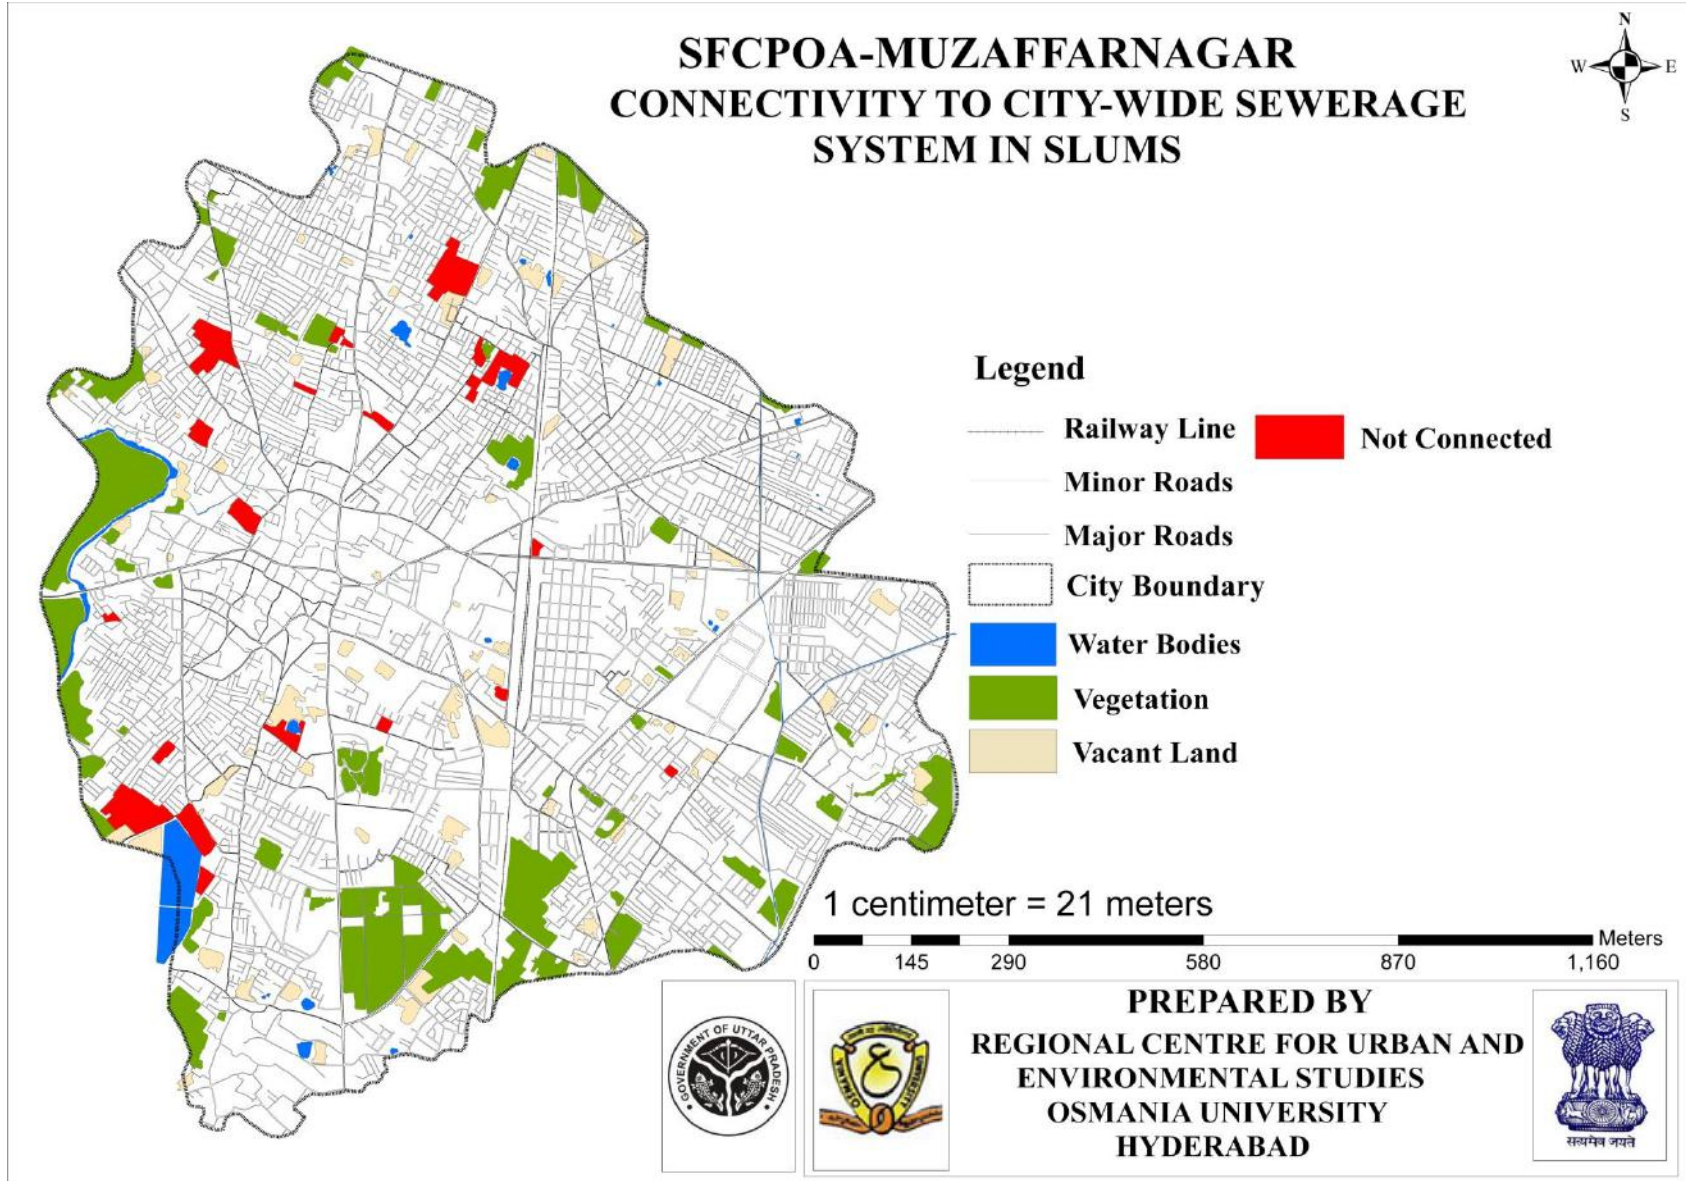 SFCPOA-MUZAFFARNAGAR
CONNECTIVITY TO CITY-WIDE SEWERAGE
SYSTEM IN SLUMS
N
W E
S
Legend
Railway Line
Not Connected
Minor Roads
Major Roads
City Boundary
Water Bodies
Vegetation
Vacant Land
1 centimeter = 21 meters
Meters
0 145 290 580 870 1,160
GOVERNMENT OF UTTAR PRADESH
PREPARED BY
REGIONAL CENTRE FOR URBAN AND
ENVIRONMENTAL STUDIES
OSMANIA UNIVERSITY
HYDERABAD
OSMANIA UNIVERSITY
सत्यमेव जयते